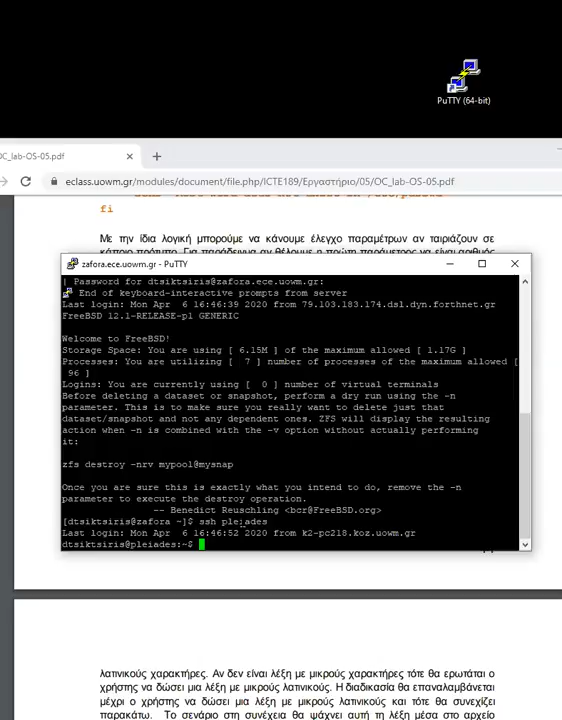 PuTTY (64-bit)
OC_lab-OS-05.pdf
eclass.uowm.gr/modules/document/file.php/ICTE189/Εργαστήριο/05/OC_lab-OS-05.pdf
fi
Με την ίδια λογική μπορούμε να κάνουμε έλεγχο παραμέτρων αν ταιριάζουν σε
zafora.ece.uowm.gr - PuTTY
| Password for dtsiktsiris@zafora.ece.uowm.gr:
End of keyboard-interactive prompts from server
Last login: Mon Apr  6 16:46:39 2020 from 79.103.183.174.dsl.dyn.forthnet.gr
FreeBSD 12.1-RELEASE-p1 GENERIC
Welcome to FreeBSD!
Storage Space: You are using [ 6.15M ] of the maximum allowed [ 1.17G ]
Processes: You are utilizing [  7] number of processes of the maximum allowed [
96 ]
Logins: You are currently using [  0] number of virtual terminals
Before deleting a dataset or snapshot, perform a dry run using the -n
parameter. This is to make sure you really want to delete just that
dataset/snapshot and not any dependent ones. ZFS will display the resulting
action when -n is combined with the -v option without actually performing
it:
zfs destroy -nrv mypool@mysnap
Once you are sure this is exactly what you intend to do, remove the -n
parameter to execute the destroy operation.
-- Benedict Reuschling <bcr@FreeBSD.org>
[dtsiktsiris@zafora ~]$ ssh pleiades
Last login: Mon Apr  6 16:46:52 2020 from k2-pc218.koz.uowm.gr
dtsiktsiris@pleiades:~$
λατινικούς χαρακτήρες. Αν δεν είναι λέξη με μικρούς χαρακτήρες τότε θα ερωτάται ο
χρήστης να δώσει μια λέξη με μικρούς λατινικούς. Η διαδικασία θα επαναλαμβάνεται
μέχρι ο χρήστης να δώσει μια λέξη με μικρούς λατινικούς και τότε θα συνεχίζει
παρακάτω. Το σενάριο στη συνέχεια θα ψάχνει αυτή τη λέξη μέσα στο αρχείο